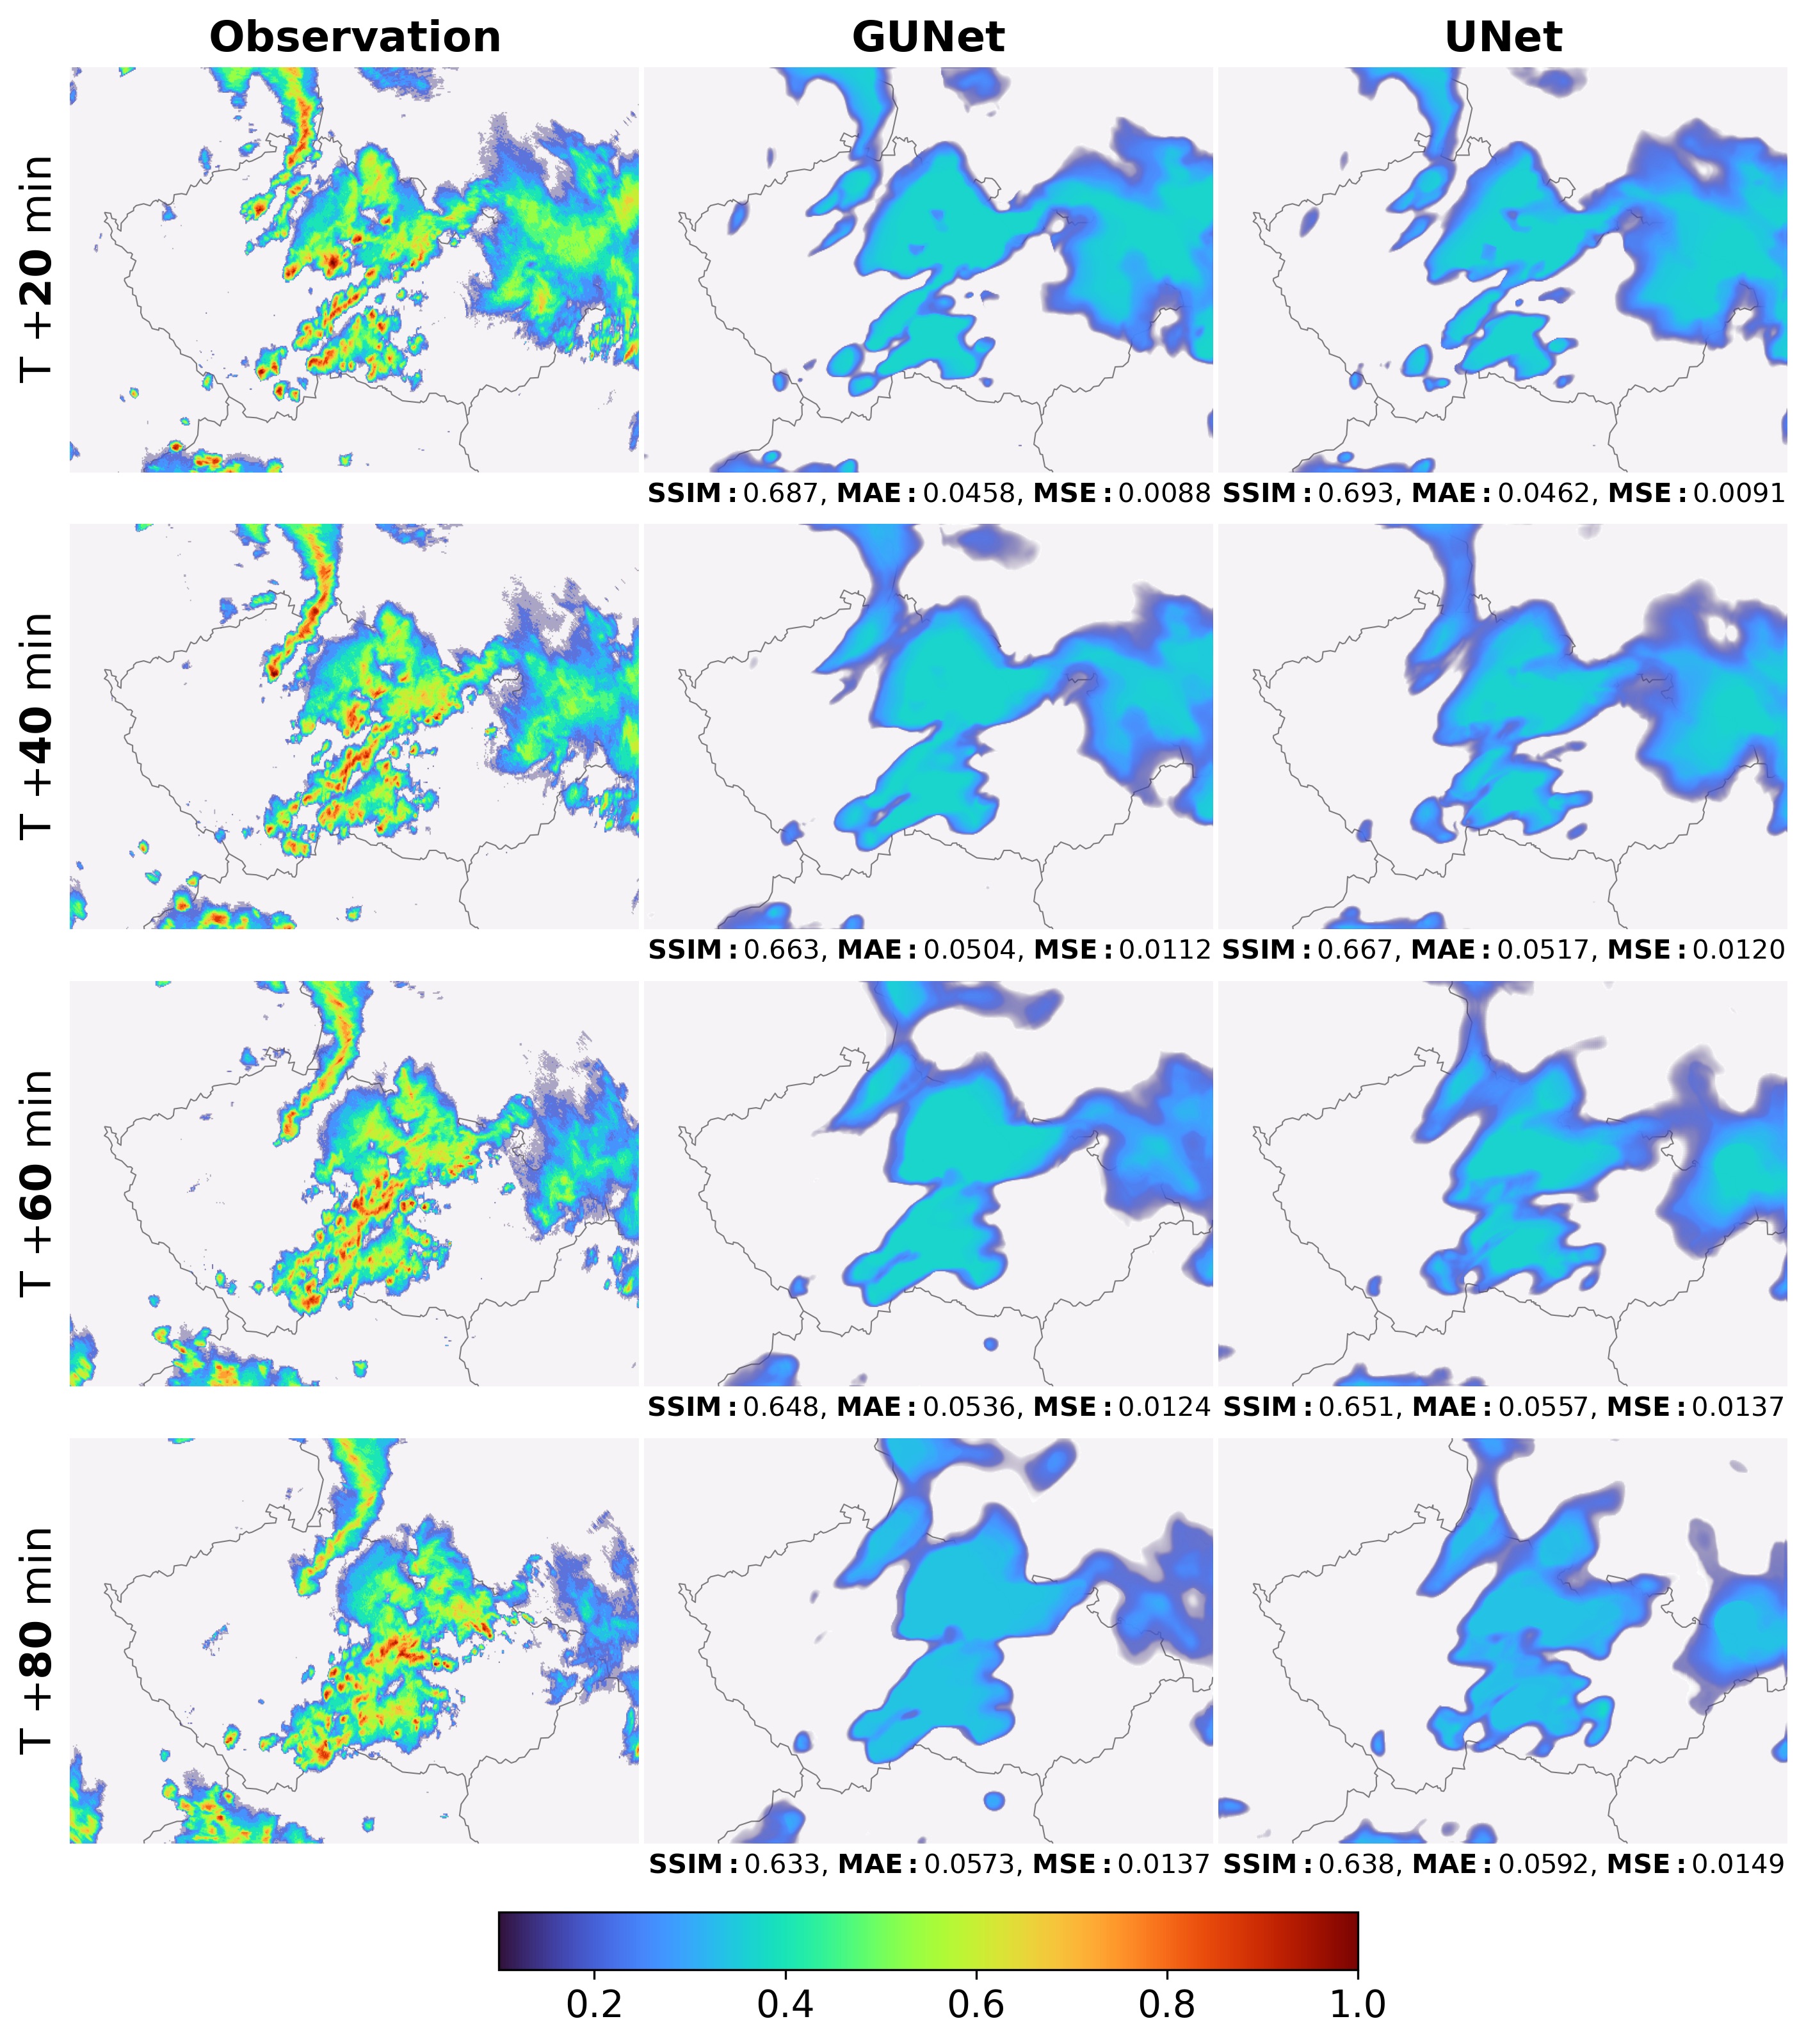 Observation GUNet UNet
T +20 min
SSIM: 0.687, MAE: 0.0458, MSE: 0.0088 SSIM: 0.693, MAE: 0.0462, MSE: 0.0091
T +40 min
SSIM: 0.663, MAE: 0.0504, MSE: 0.0112 SSIM: 0.667, MAE: 0.0517, MSE: 0.0120
T +60 min
SSIM: 0.648, MAE: 0.0536, MSE: 0.0124 SSIM: 0.651, MAE: 0.0557, MSE: 0.0137
T +80 min
SSIM: 0.633, MAE: 0.0573, MSE: 0.0137 SSIM: 0.638, MAE: 0.0592, MSE: 0.0149
0.2 0.4 0.6 0.8 1.0